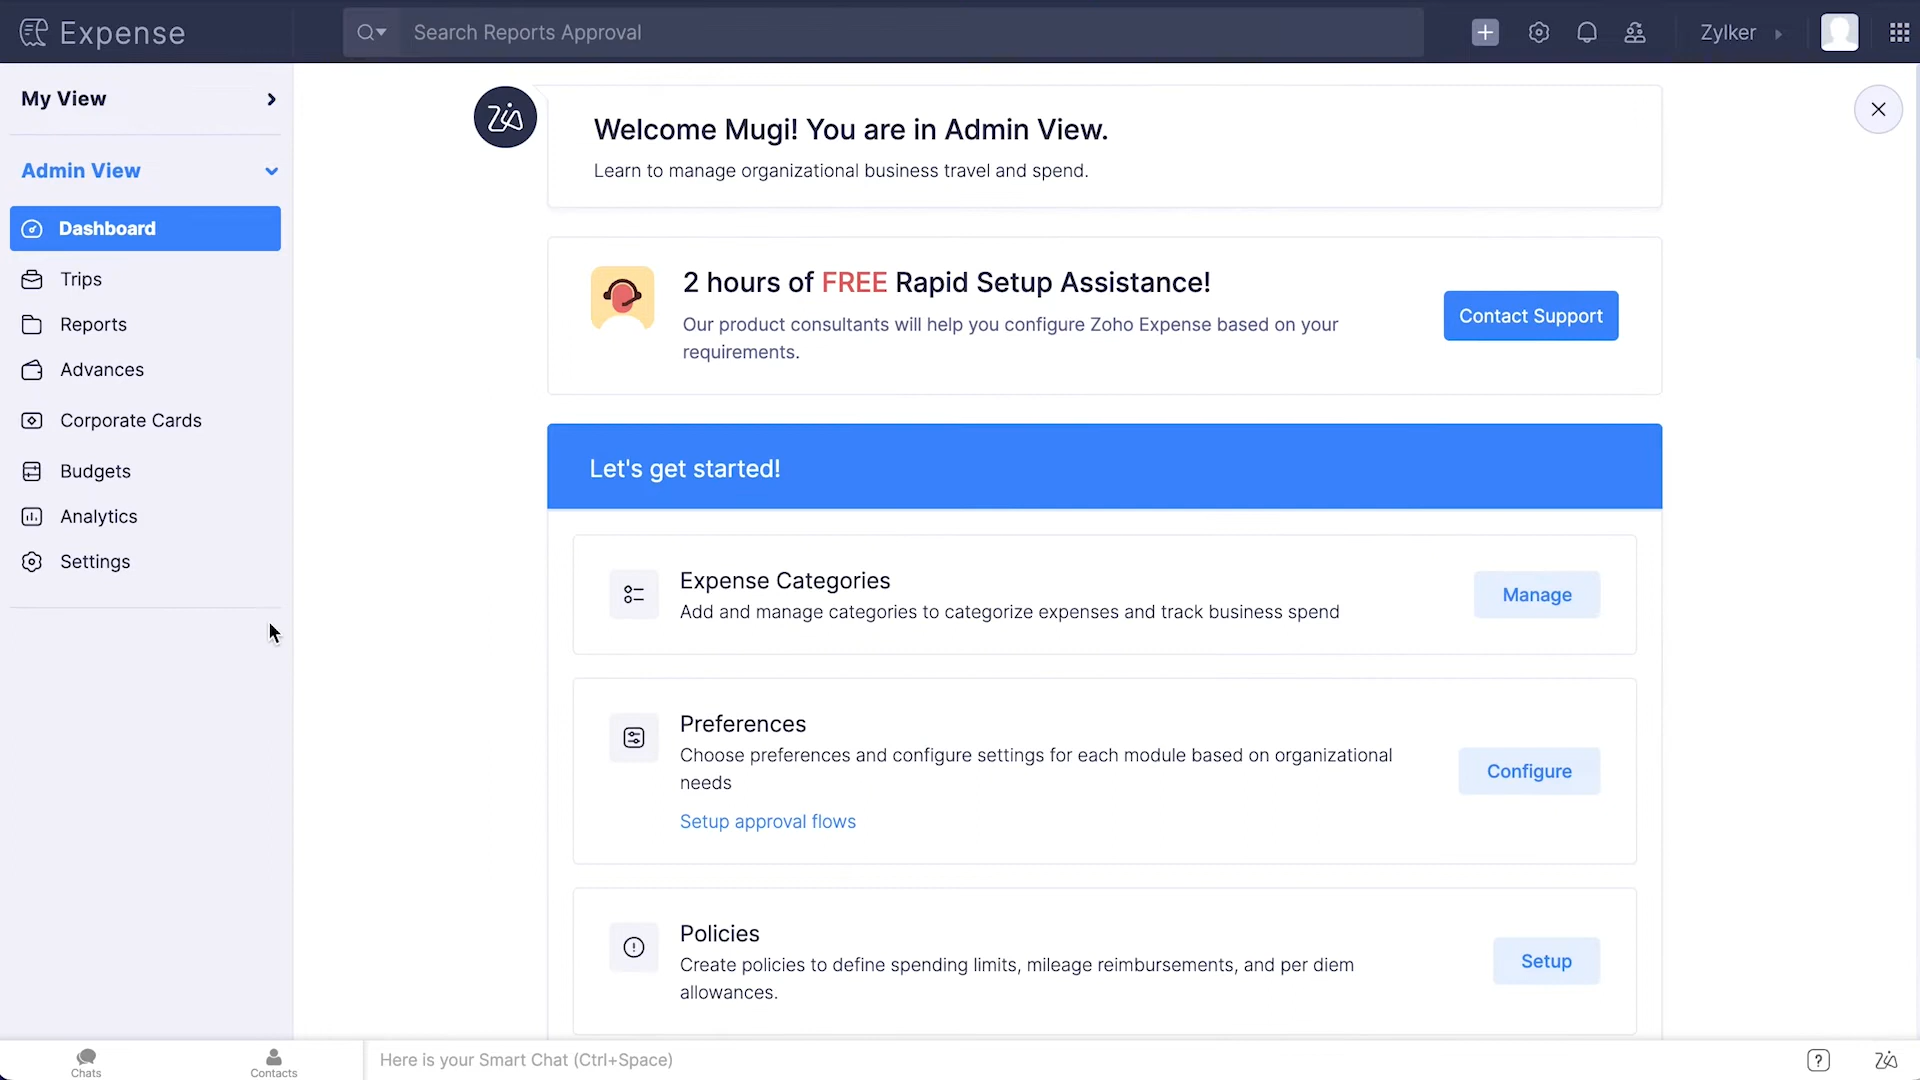 Expense
Search Reports Approval
Zylker
My View
Admin View
Dashboard
Trips
Reports
Advances
Corporate Cards
Budgets
Analytics
Settings
Zia
Welcome Mugi! You are in Admin View.
Learn to manage organizational business travel and spend.
2 hours of FREE Rapid Setup Assistance!
Our product consultants will help you configure Zoho Expense based on your
requirements.
Contact Support
Let's get started!
Expense Categories
Add and manage categories to categorize expenses and track business spend
Manage
Preferences
Choose preferences and configure settings for each module based on organizational
needs
Setup approval flows
Configure
Policies
Create policies to define spending limits, mileage reimbursements, and per diem
allowances.
Setup
Chats
Contacts
Here is your Smart Chat (Ctrl+Space)
?
Zia